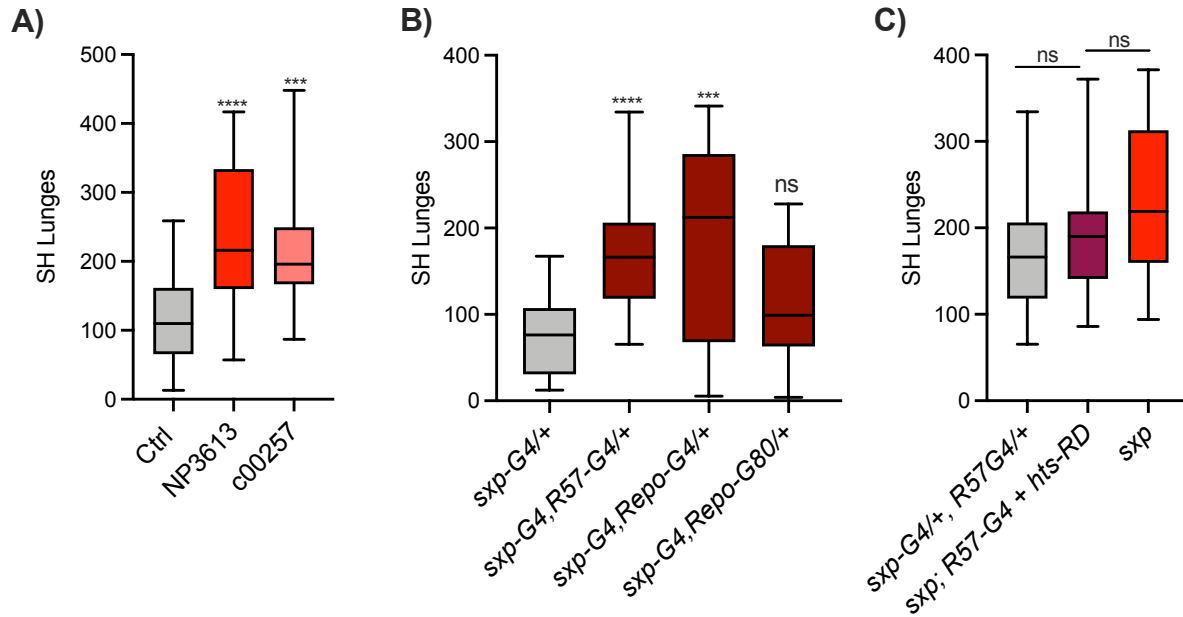 A)
SH Lunges
500
400
300
200
100
0
****
***
Ctrl
NP3613
c00257
B)
SH Lunges
400
300
200
100
0
****
***
ns
sxp-G4/+
sxp-G4,R57-G4/+
sxp-G4,Repo-G4/+
sxp-G4,Repo-G80/+
C)
SH Lunges
400
300
200
100
0
ns
ns
sxp-G4/+, R57G4/+
sxp; R57-G4 + hts-RD
sxp